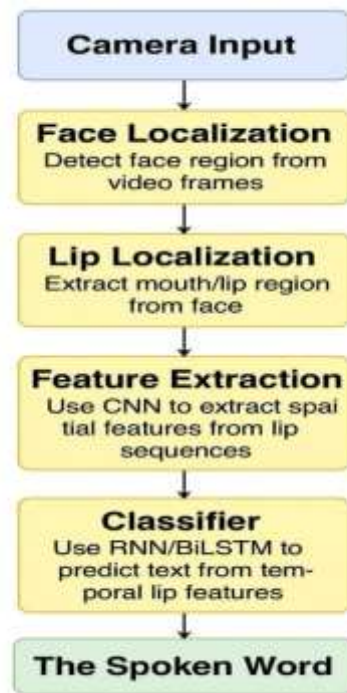 Camera Input
Face Localization
Detect face region from
video frames
Lip Localization
Extract mouth/lip region
from face
Feature Extraction
Use CNN to extract spai
tial features from lip
sequences
Classifier
Use RNN/BiLSTM to
predict text from tem-
poral lip features
The Spoken Word